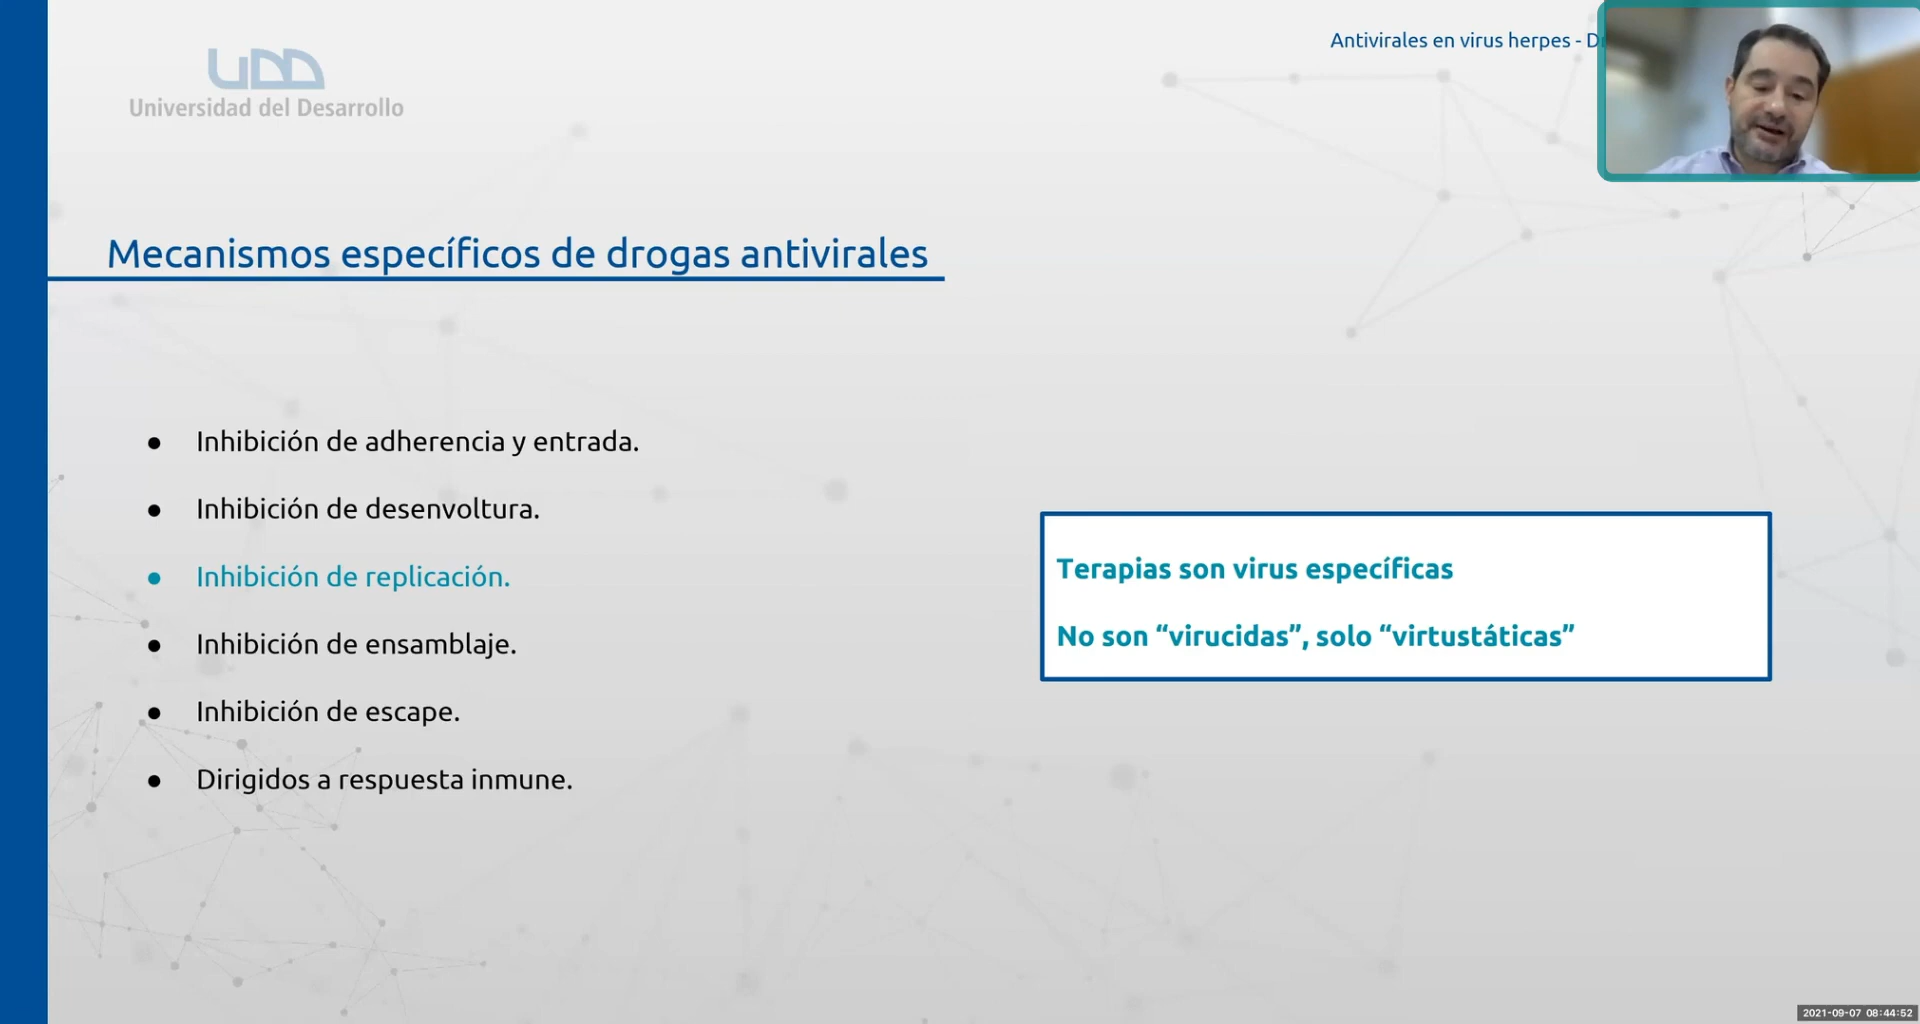 UDD
Universidad del Desarrollo
Antivirales en virus herpes -
Mecanismos específicos de drogas antivirales
● Inhibición de adherencia y entrada.
● Inhibición de desenvoltura.
● Inhibición de replicación.
● Inhibición de ensamblaje.
● Inhibición de escape.
● Dirigidos a respuesta inmune.
Terapias son virus específicas
No son “virucidas”, solo “virtustáticas”
2021-09-07 08:44:52